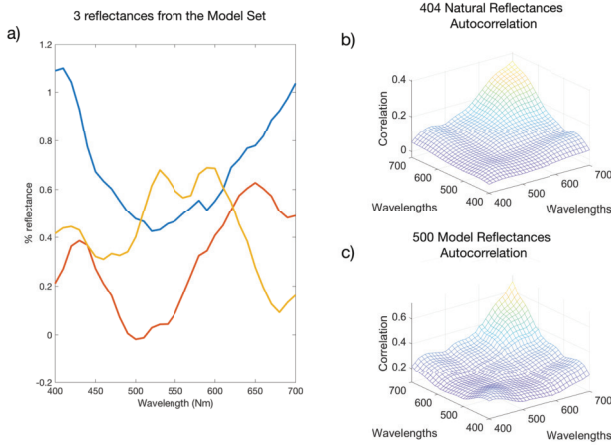 3 reflectances from the Model Set
a)
1.2
1
0.8
0.6
0.4
0.2
0
-0.2
% reflectance
400 450 500 550 600 650 700
Wavelength (Nm)
404 Natural Reflectances
Autocorrelation
b)
0.4
0.2
0
Correlation
700
600
500
400
400
500
600
700
Wavelengths
Wavelengths
500 Model Reflectances
Autocorrelation
c)
0.6
0.4
0.2
Correlation
700
600
500
400
400
500
600
700
Wavelengths
Wavelengths